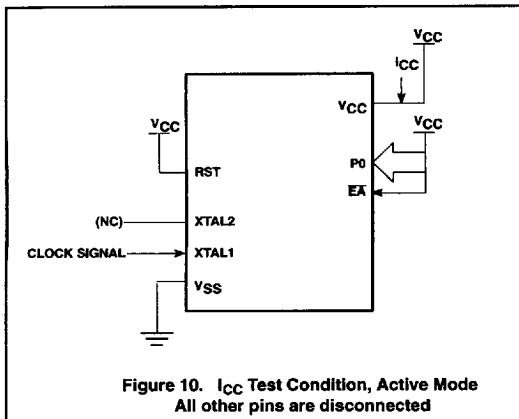 VCC
ICC
VCC
VCC
VCC
P0
EA
RST
(NC)
XTAL2
CLOCK SIGNAL
XTAL1
VSS
Figure 10. ICC Test Condition, Active Mode
All other pins are disconnected